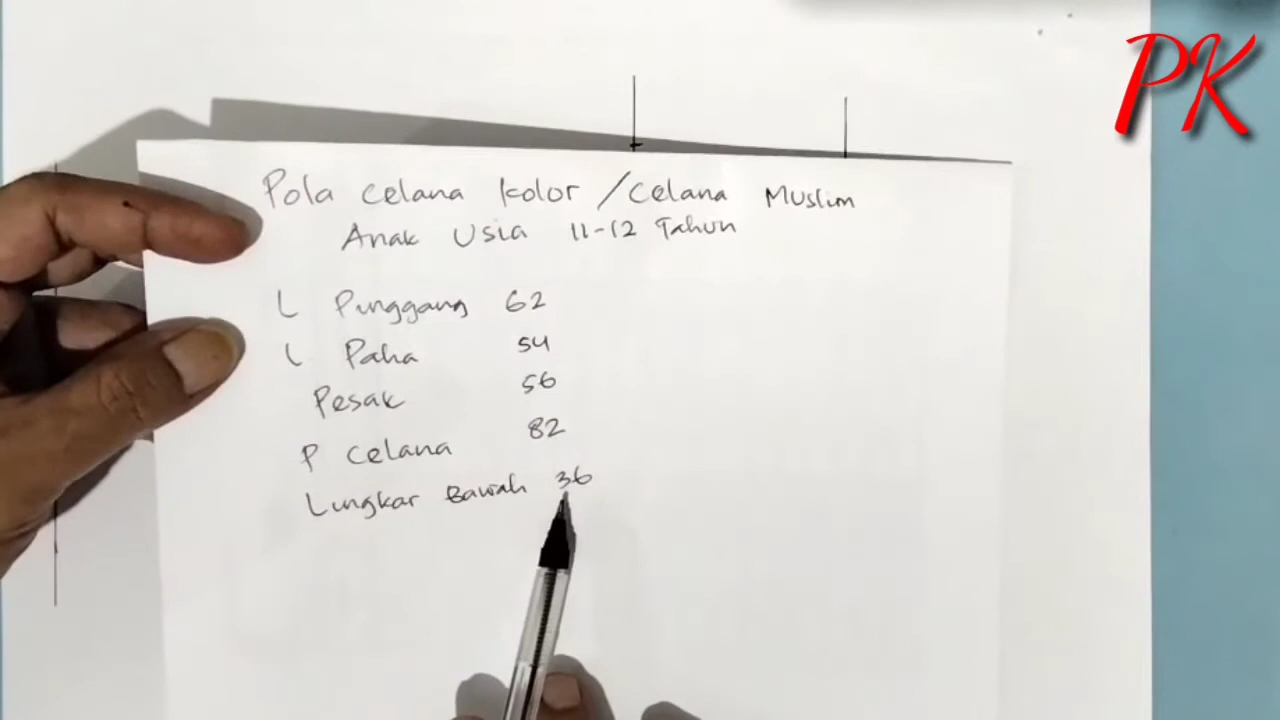 PK
Pola celana kolor / celana Muslim
Anak Usia 11-12 Tahun
L Pinggang 62
L Paha 54
Pesak 56
P celana 82
Lingkar Bawah 36